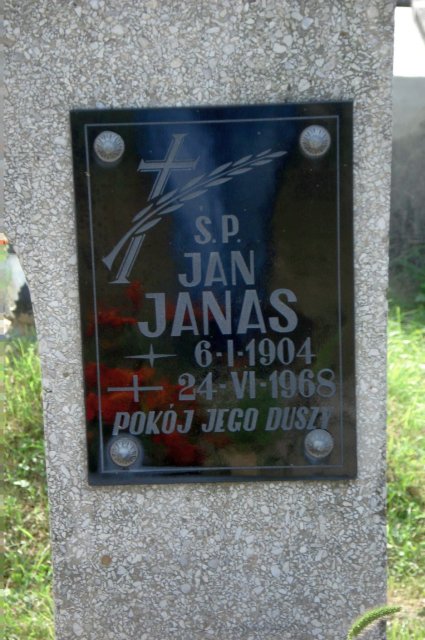 Ś.P.
JAN
JANAS
6-I-1904
24-VI-1968
POKÓJ JEGO DUSZY